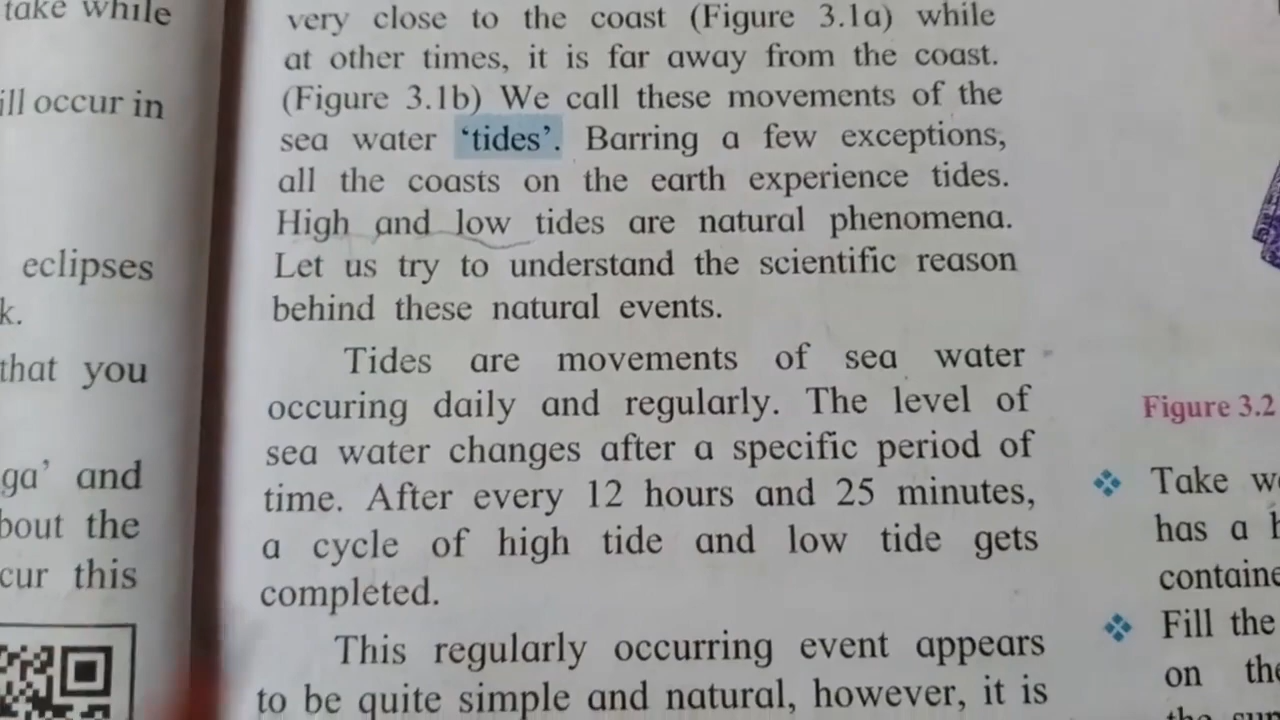 take while
ill occur in
eclipses
k.
that you
ga’ and
bout the
cur this
very close to the coast (Figure 3.1a) while
at other times, it is far away from the coast.
(Figure 3.1b) We call these movements of the
sea water ‘tides’. Barring a few exceptions,
all the coasts on the earth experience tides.
High and low tides are natural phenomena.
Let us try to understand the scientific reason
behind these natural events.
Tides are movements of sea water
occuring daily and regularly. The level of
sea water changes after a specific period of
time. After every 12 hours and 25 minutes,
a cycle of high tide and low tide gets
completed.
This regularly occurring event appears
to be quite simple and natural, however, it is
Figure 3.2
Take w
has a
containe
Fill the
on the
the sur